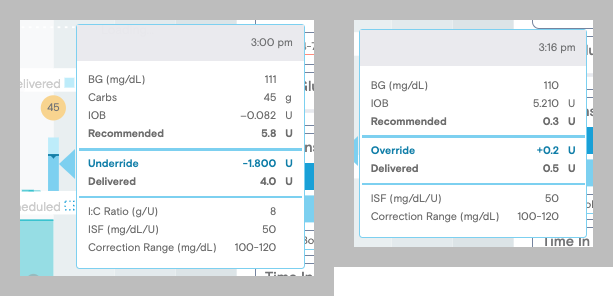 3:00 pm
BG (mg/dL) 111
Carbs 45 g
IOB −0.082 U
Recommended 5.8 U
Underride -1.800 U
Delivered 4.0 U
I:C Ratio (g/U) 8
ISF (mg/dL/U) 50
Correction Range (mg/dL) 100-120
elivered
45
eduled
Time In
3:16 pm
BG (mg/dL) 110
IOB 5.210 U
Recommended 0.3 U
Override +0.2 U
Delivered 0.5 U
ISF (mg/dL/U) 50
Correction Range (mg/dL) 100-120
Time In